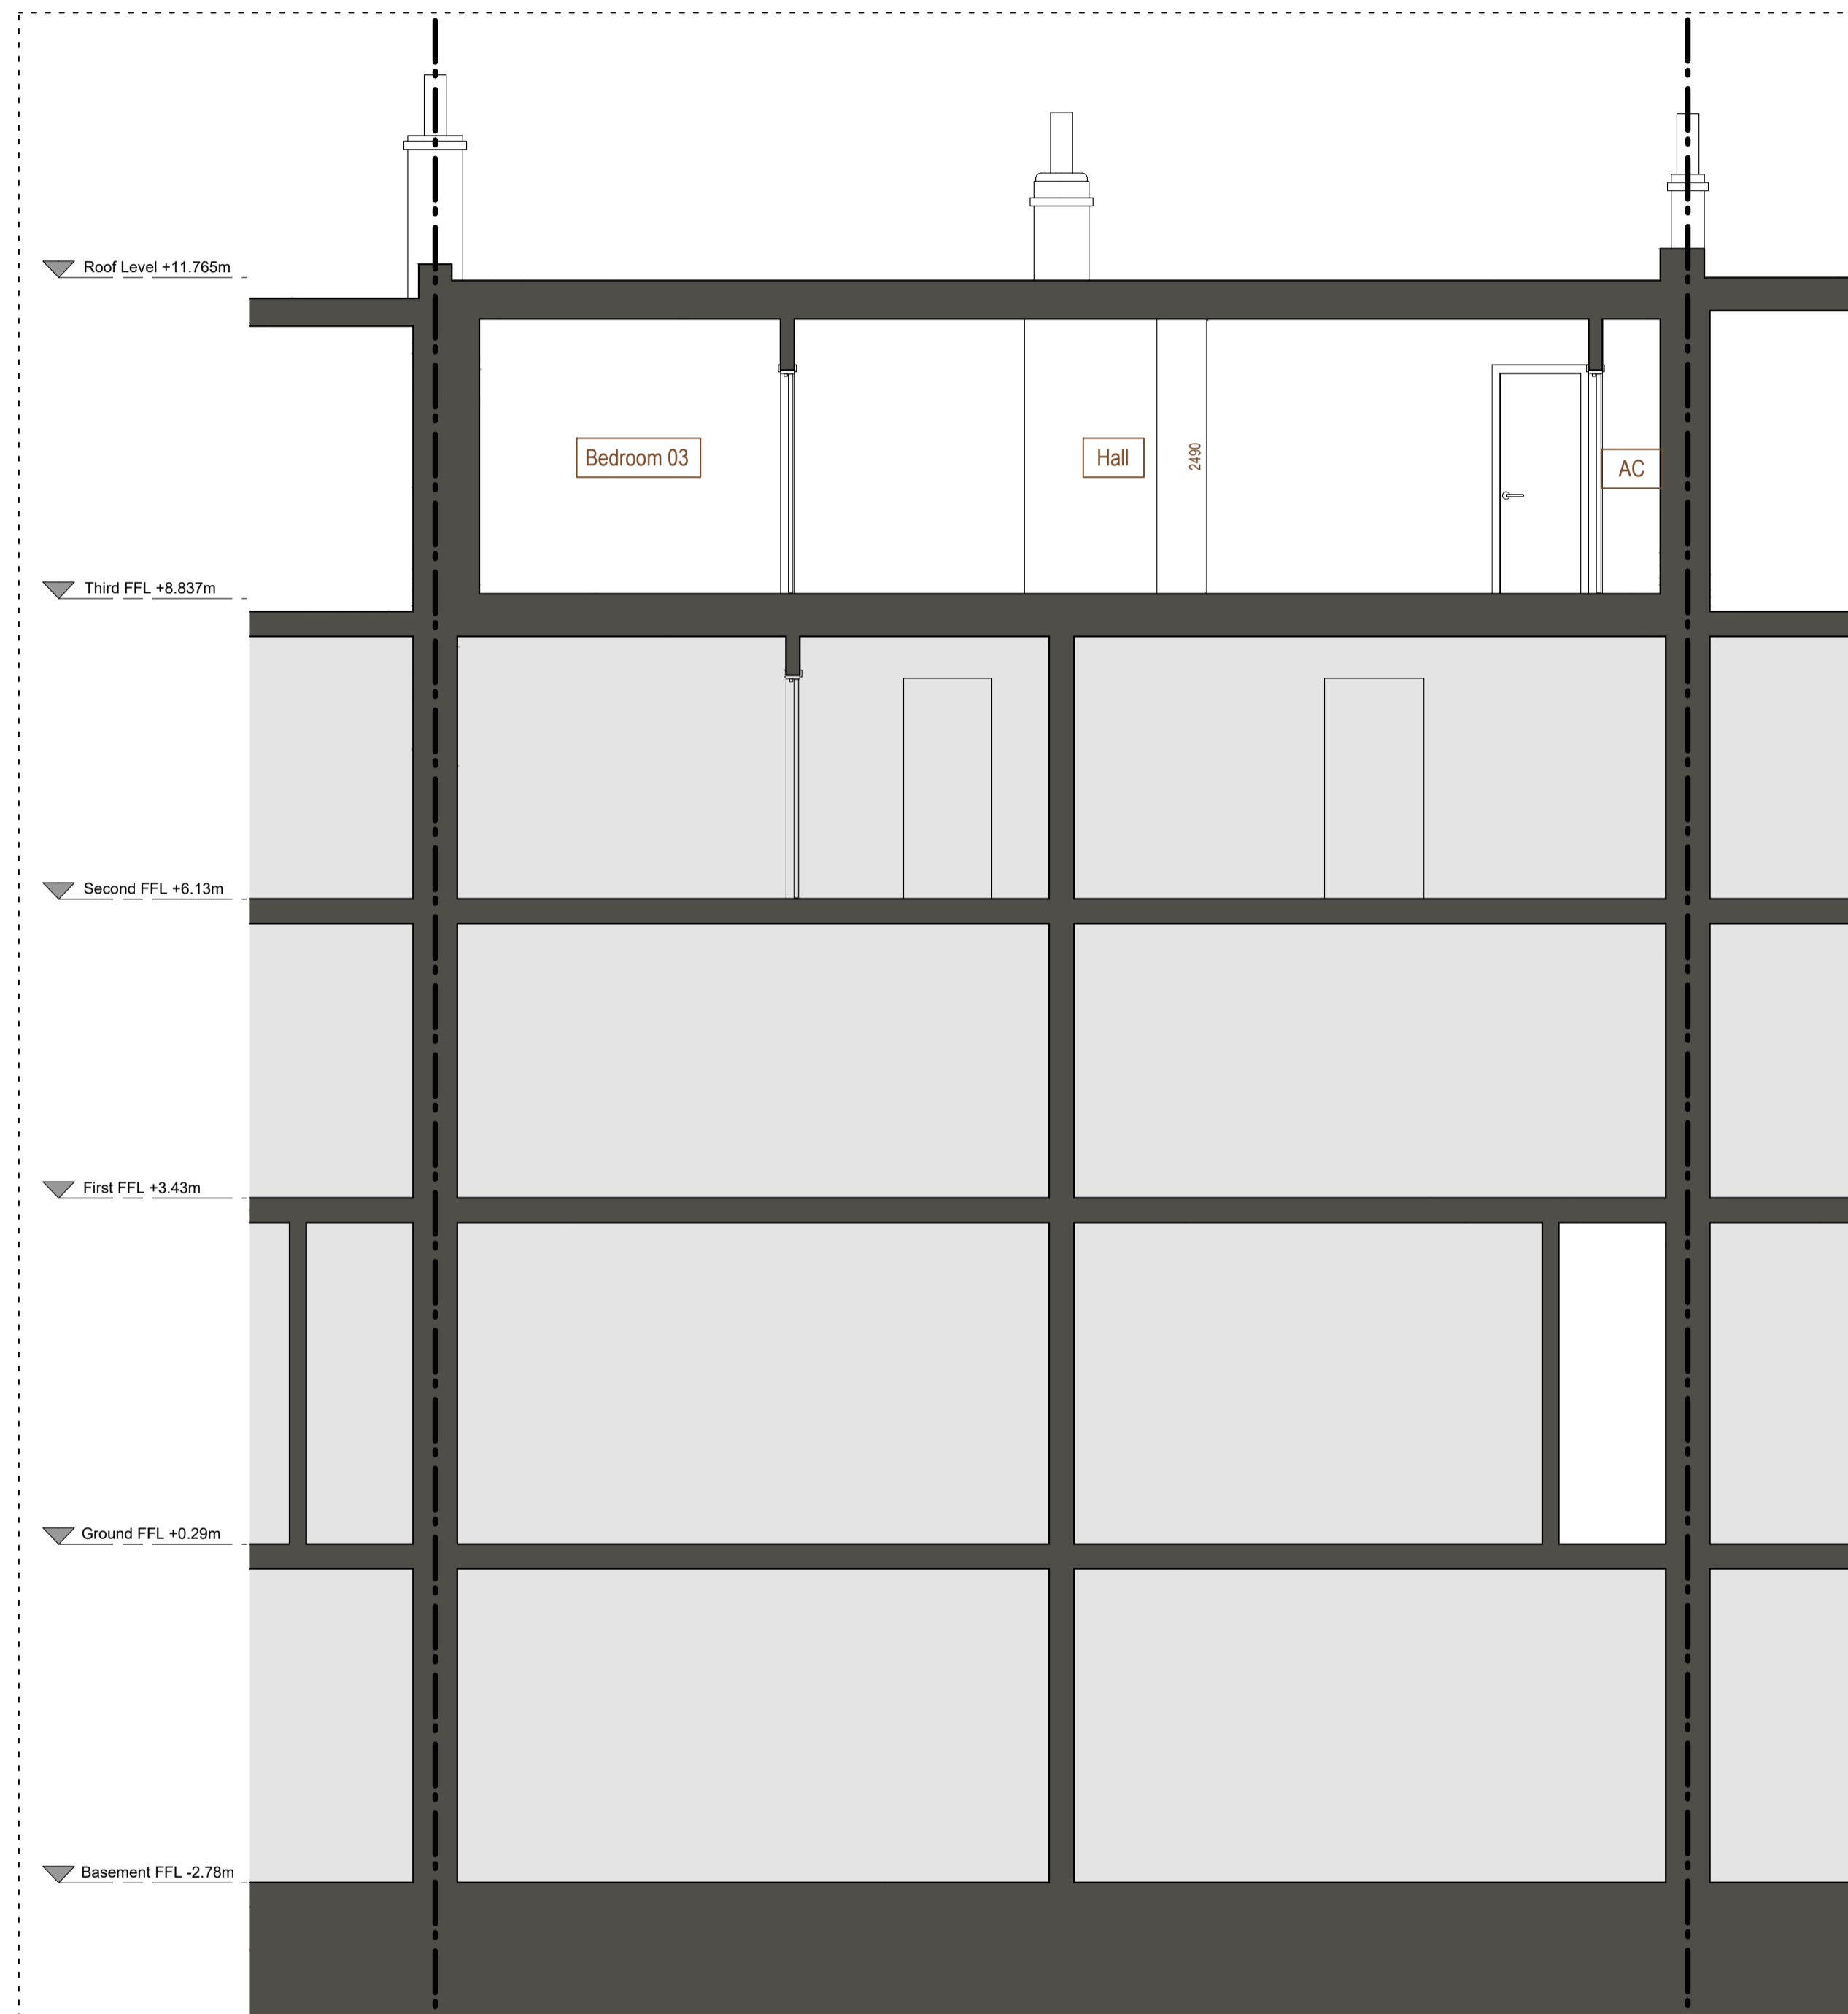 Roof Level +11.765m
Bedroom 03
Hall
2490
AC
Third FFL +8.837m
Second FFL +6.13m
First FFL +3.43m
Ground FFL +0.29m
Basement FFL -2.78m